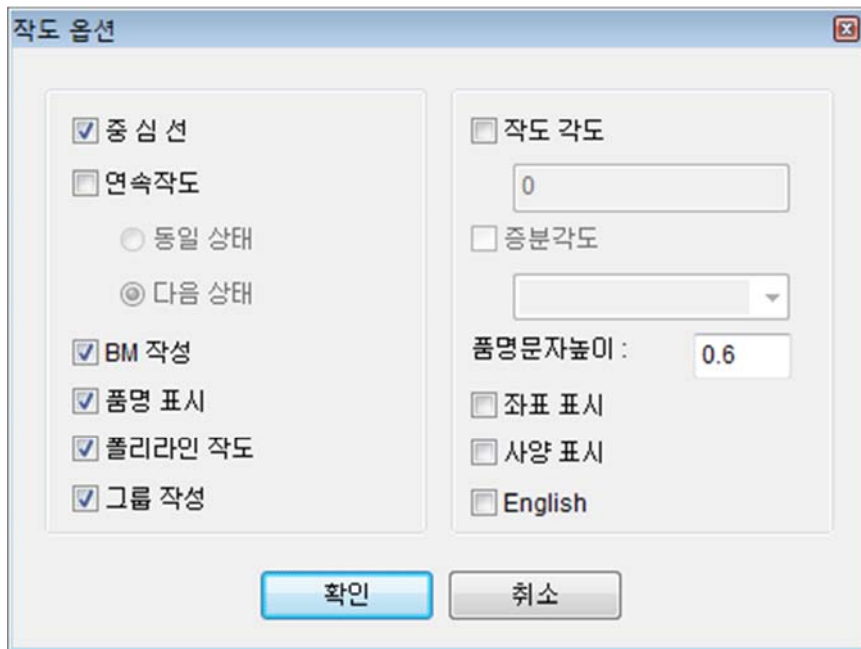 작도 옵션
중 심 선
연속작도
동일 상태
다음 상태
BM 작성
품명 표시
폴리라인 작도
그룹 작성
작도 각도
0
증분각도
품명문자높이 :
0.6
좌표 표시
사양 표시
English
확인
취소